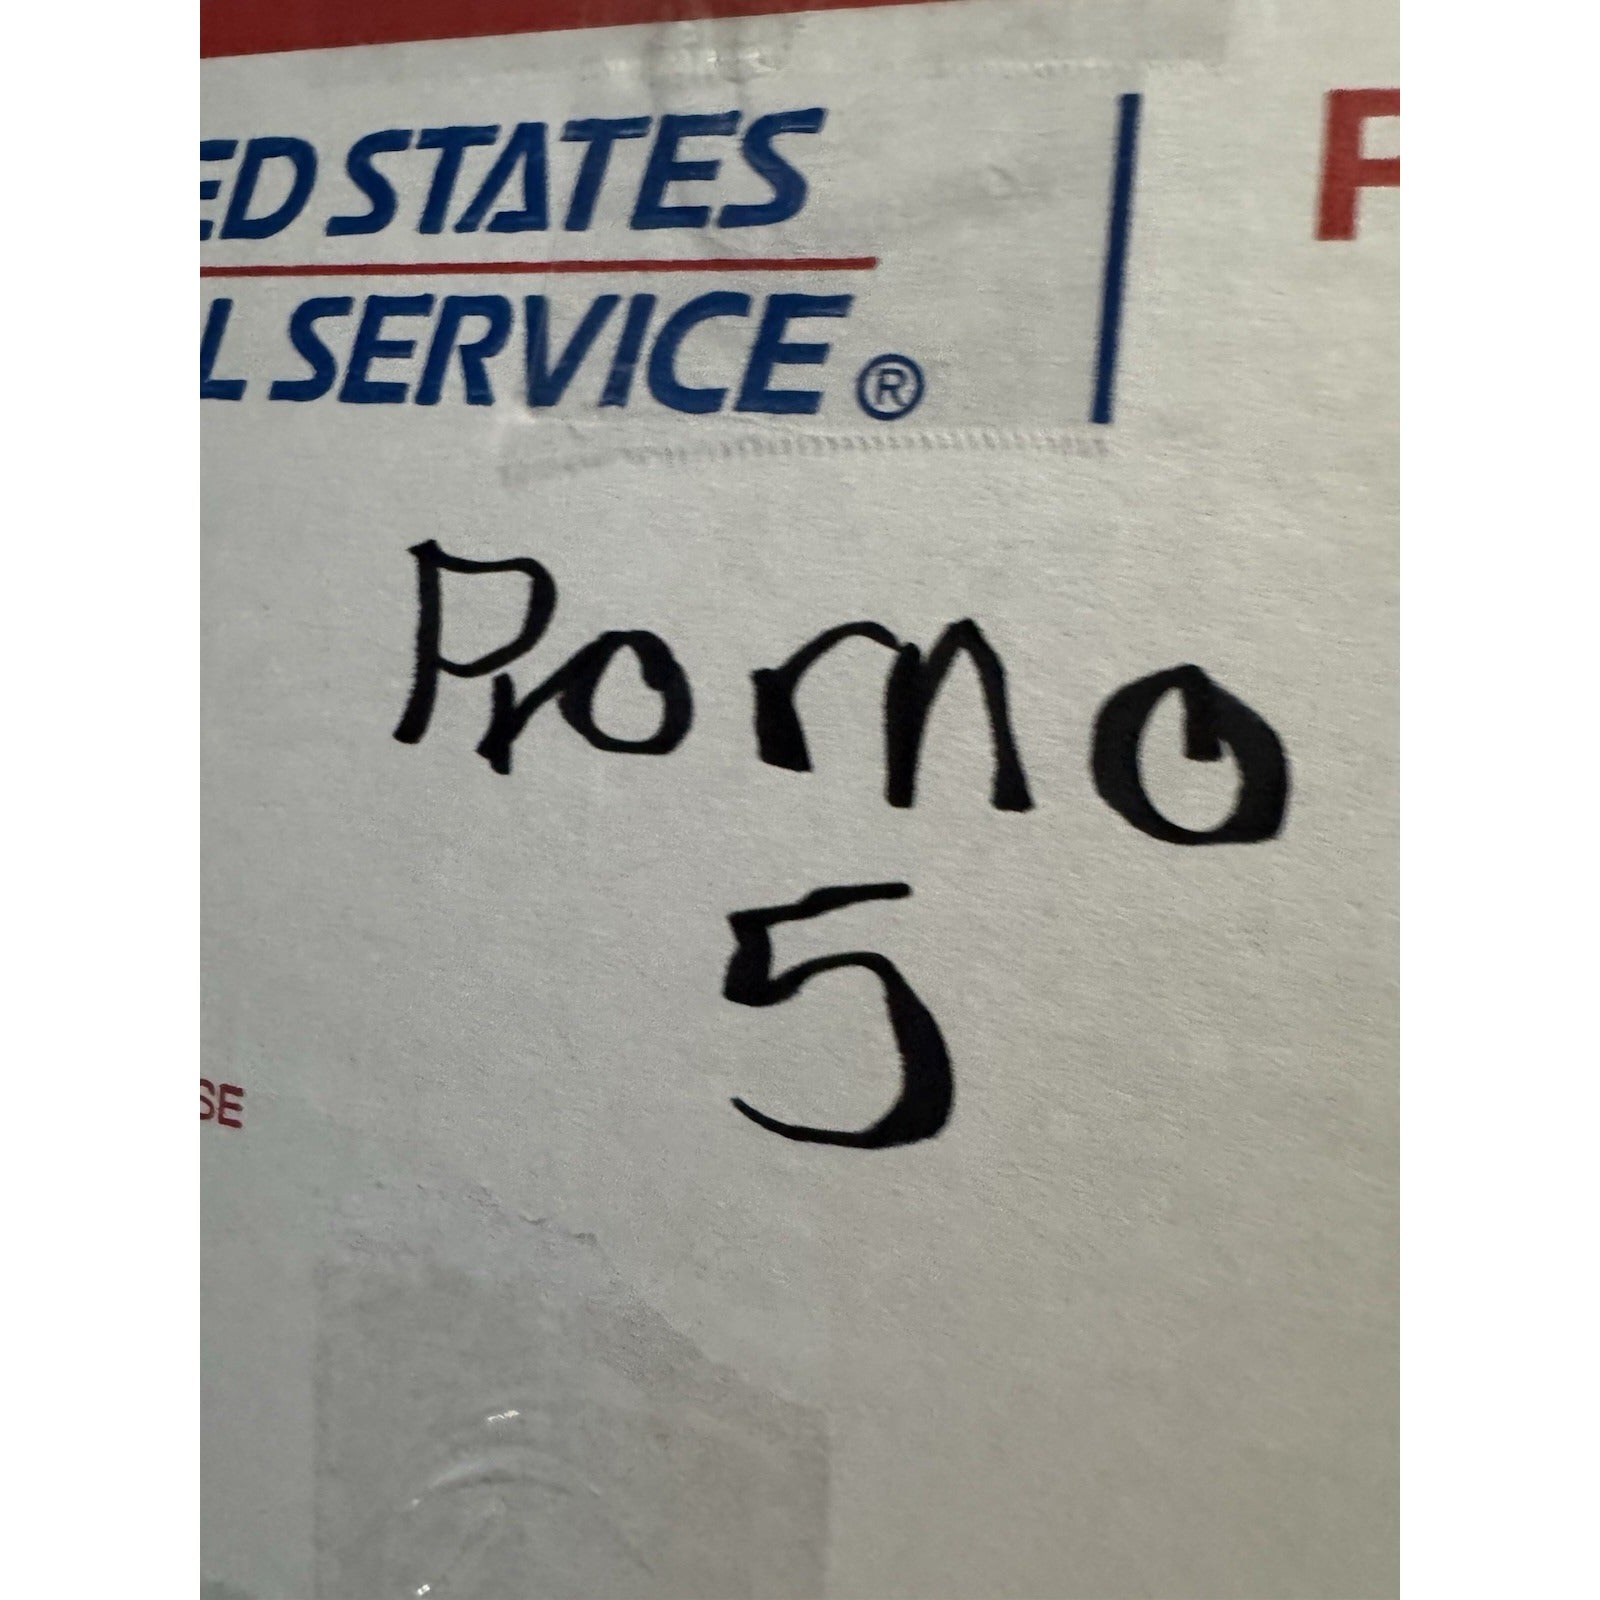 ED STATES
L SERVICE®
Promo
5
SE